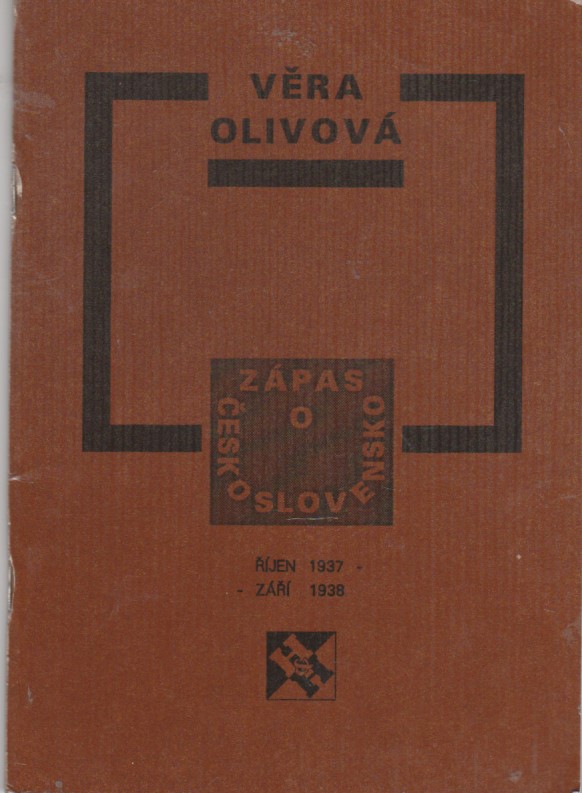 VĚRA
OLIVOVÁ
ZÁPAS
O
ČESKOSLOVENSKO
ŘÍJEN 1937 -
- ZÁŘÍ 1938